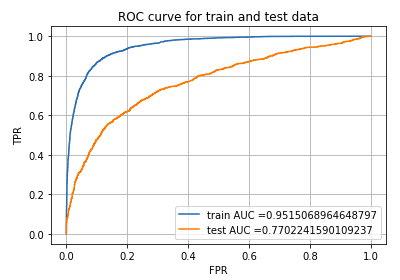 ROC curve for train and test data
1.0
0.8
0.6
0.4
0.2
0.0
TPR
0.0 0.2 0.4 0.6 0.8 1.0
FPR
train AUC =0.9515068964648797
test AUC =0.7702241590109237